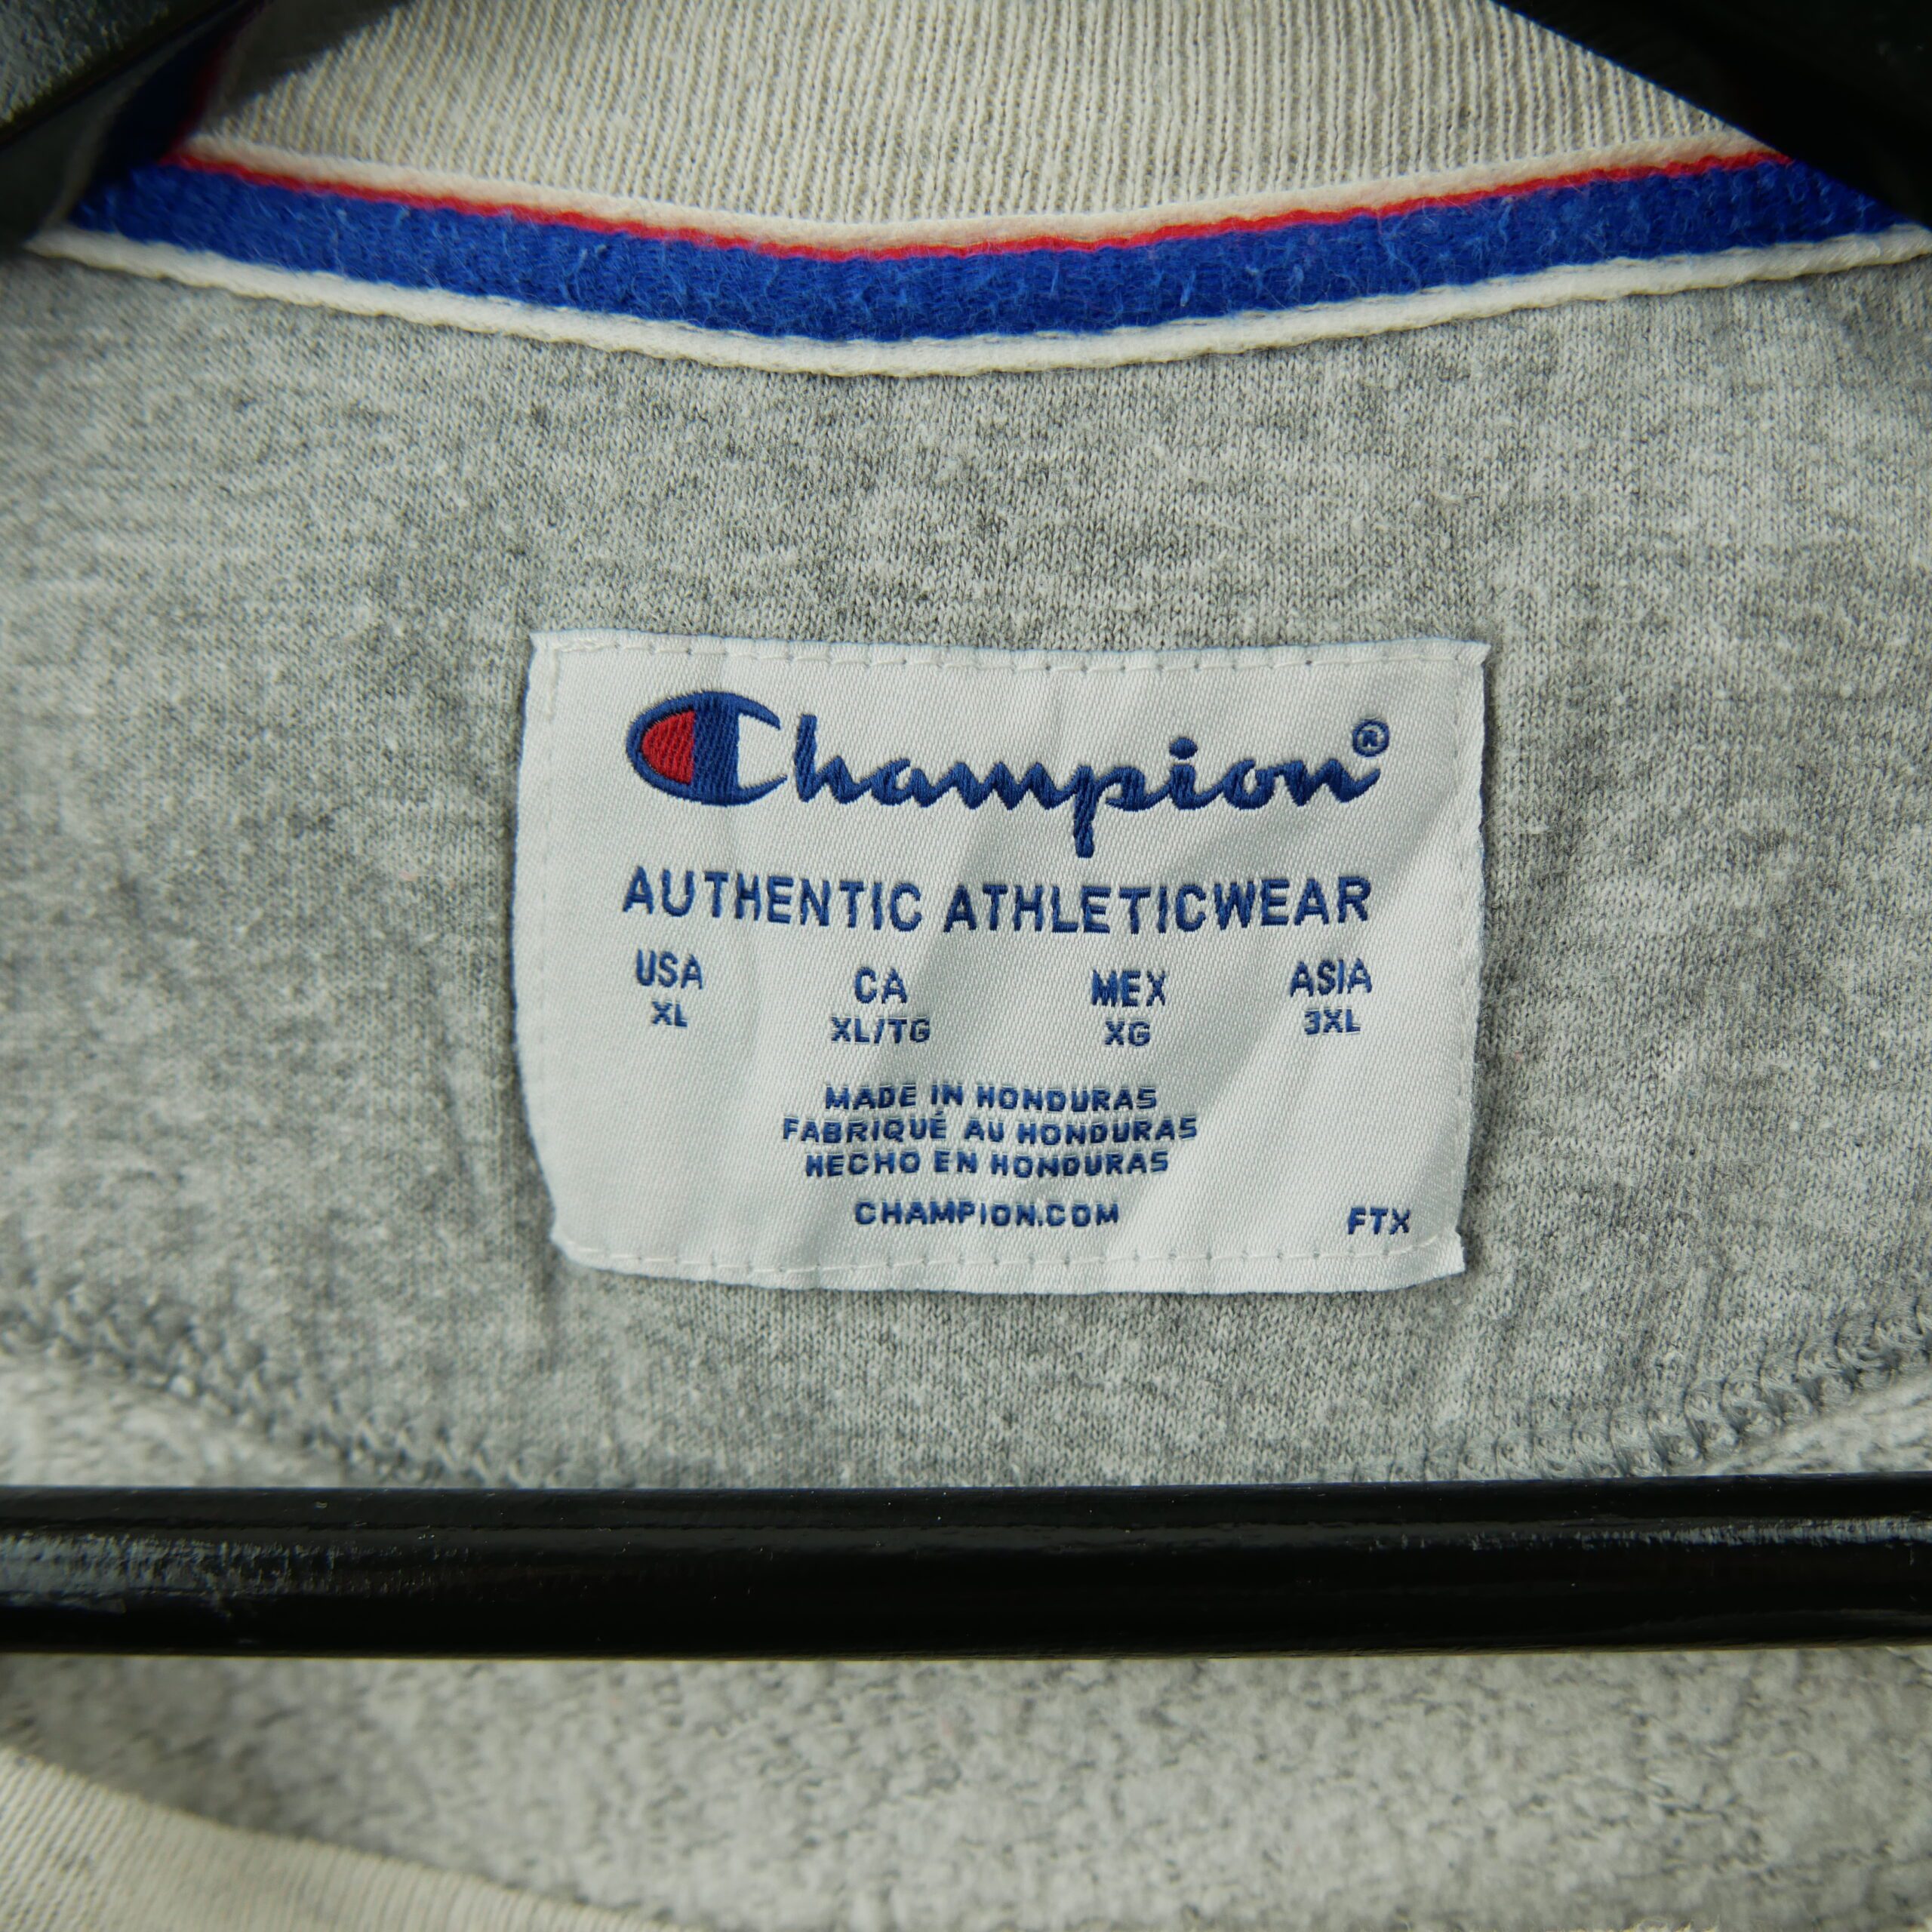 Champion®
AUTHENTIC ATHLETICWEAR
USA CA MEX ASIA
XL XL/TG XG 3XL
MADE IN HONDURAS
FABRIQUÉ AU HONDURAS
HECHO EN HONDURAS
CHAMPION.COM FTX